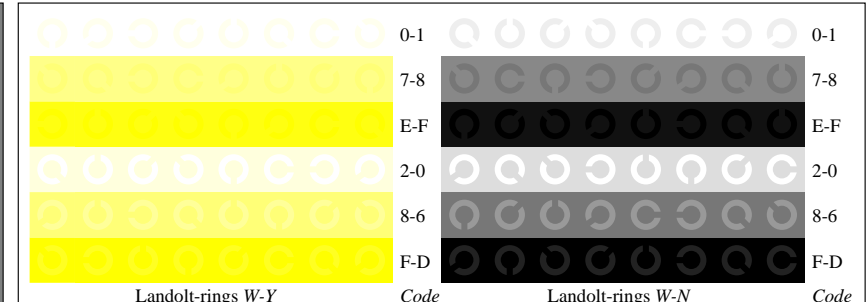 0-1 0-1
7-8 7-8
E-F E-F
2-0 2-0
8-6 8-6
F-D F-D
Landolt-rings W-Y Code Landolt-rings W-N Code